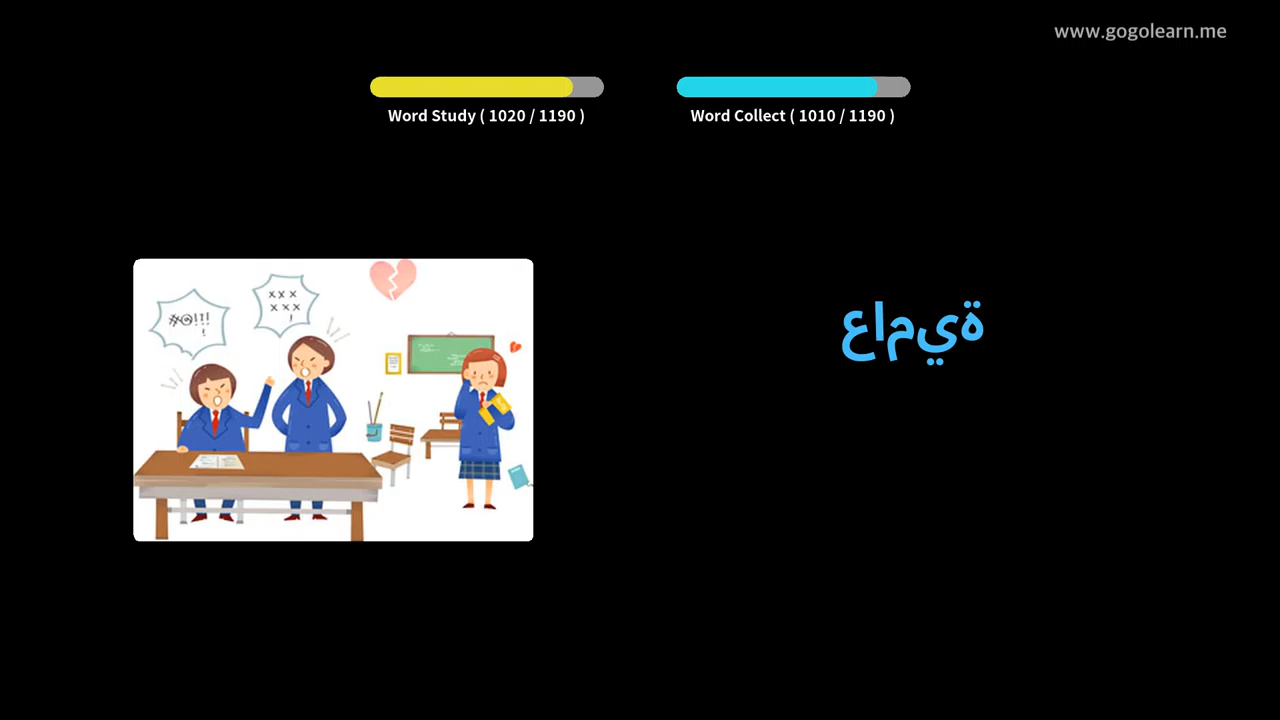 www.gogolearn.me
Word Study ( 1020 / 1190 )
Word Collect ( 1010 / 1190 )
#@!!!
!
x x x
x x x
!
عامية